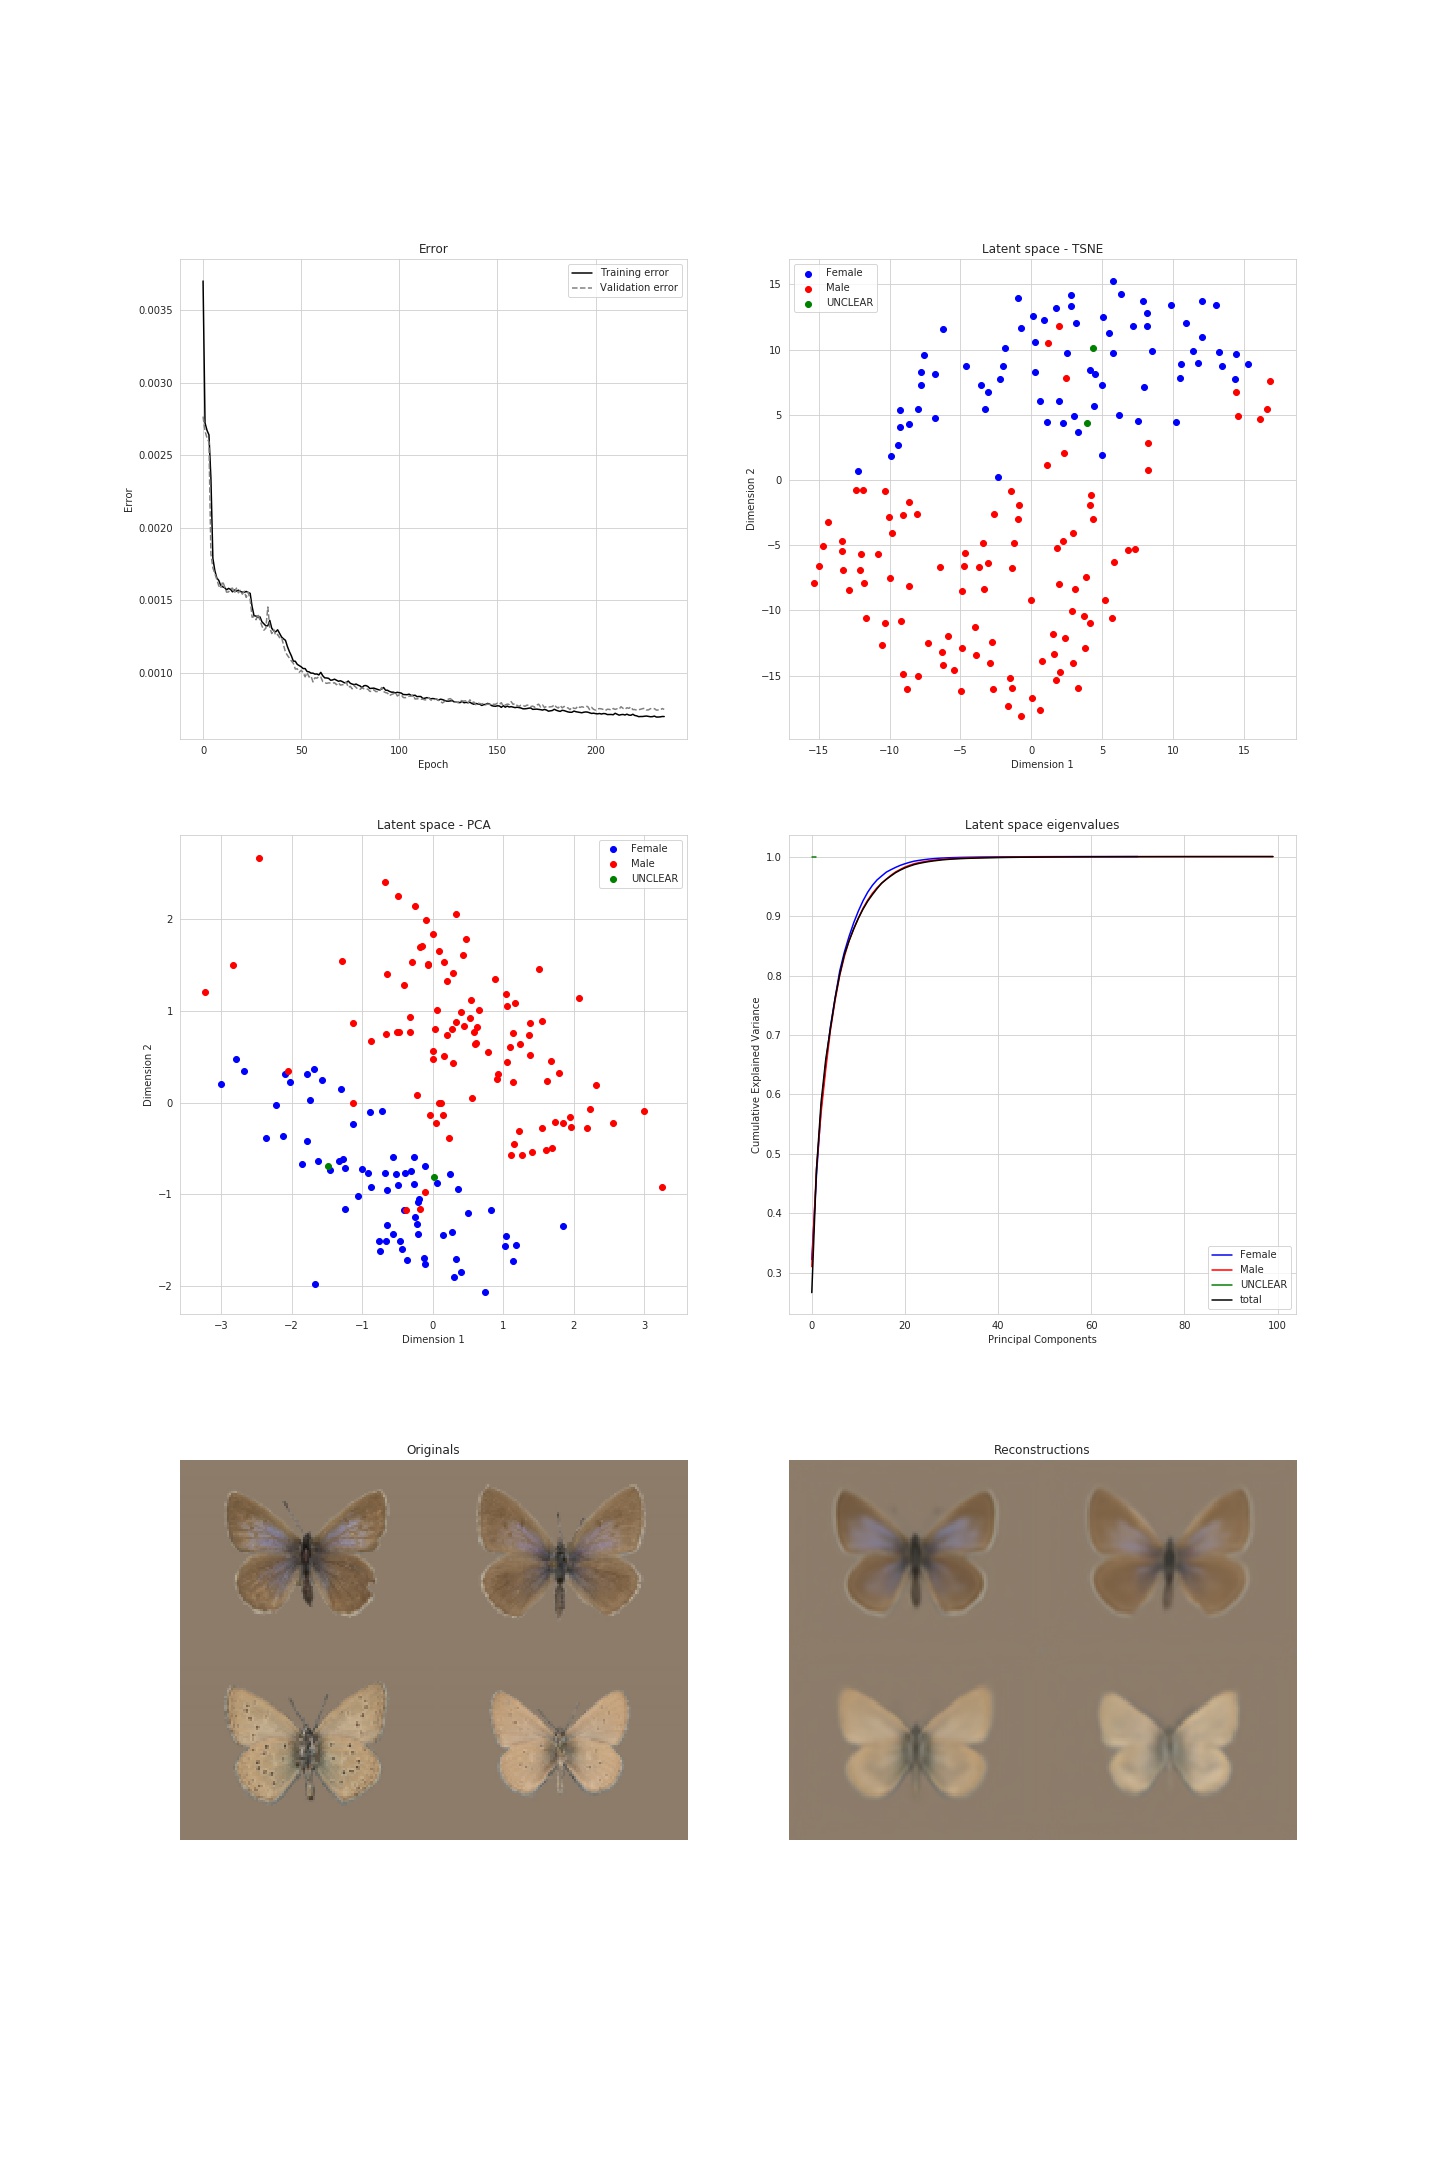 Error
Training error
Validation error
0.0035
0.0030
0.0025
0.0020
0.0015
0.0010
Error
0 50 100 150 200
Epoch
Latent space - TSNE
Female
Male
UNCLEAR
15
10
5
0
−5
−10
−15
Dimension 2
−15 −10 −5 0 5 10 15
Dimension 1
Latent space - PCA
Female
Male
UNCLEAR
2
1
0
−1
−2
Dimension 2
−3 −2 −1 0 1 2 3
Dimension 1
Latent space eigenvalues
1.0
0.9
0.8
0.7
0.6
0.5
0.4
0.3
Cumulative Explained Variance
Female
Male
UNCLEAR
total
0 20 40 60 80 100
Principal Components
Originals
Reconstructions